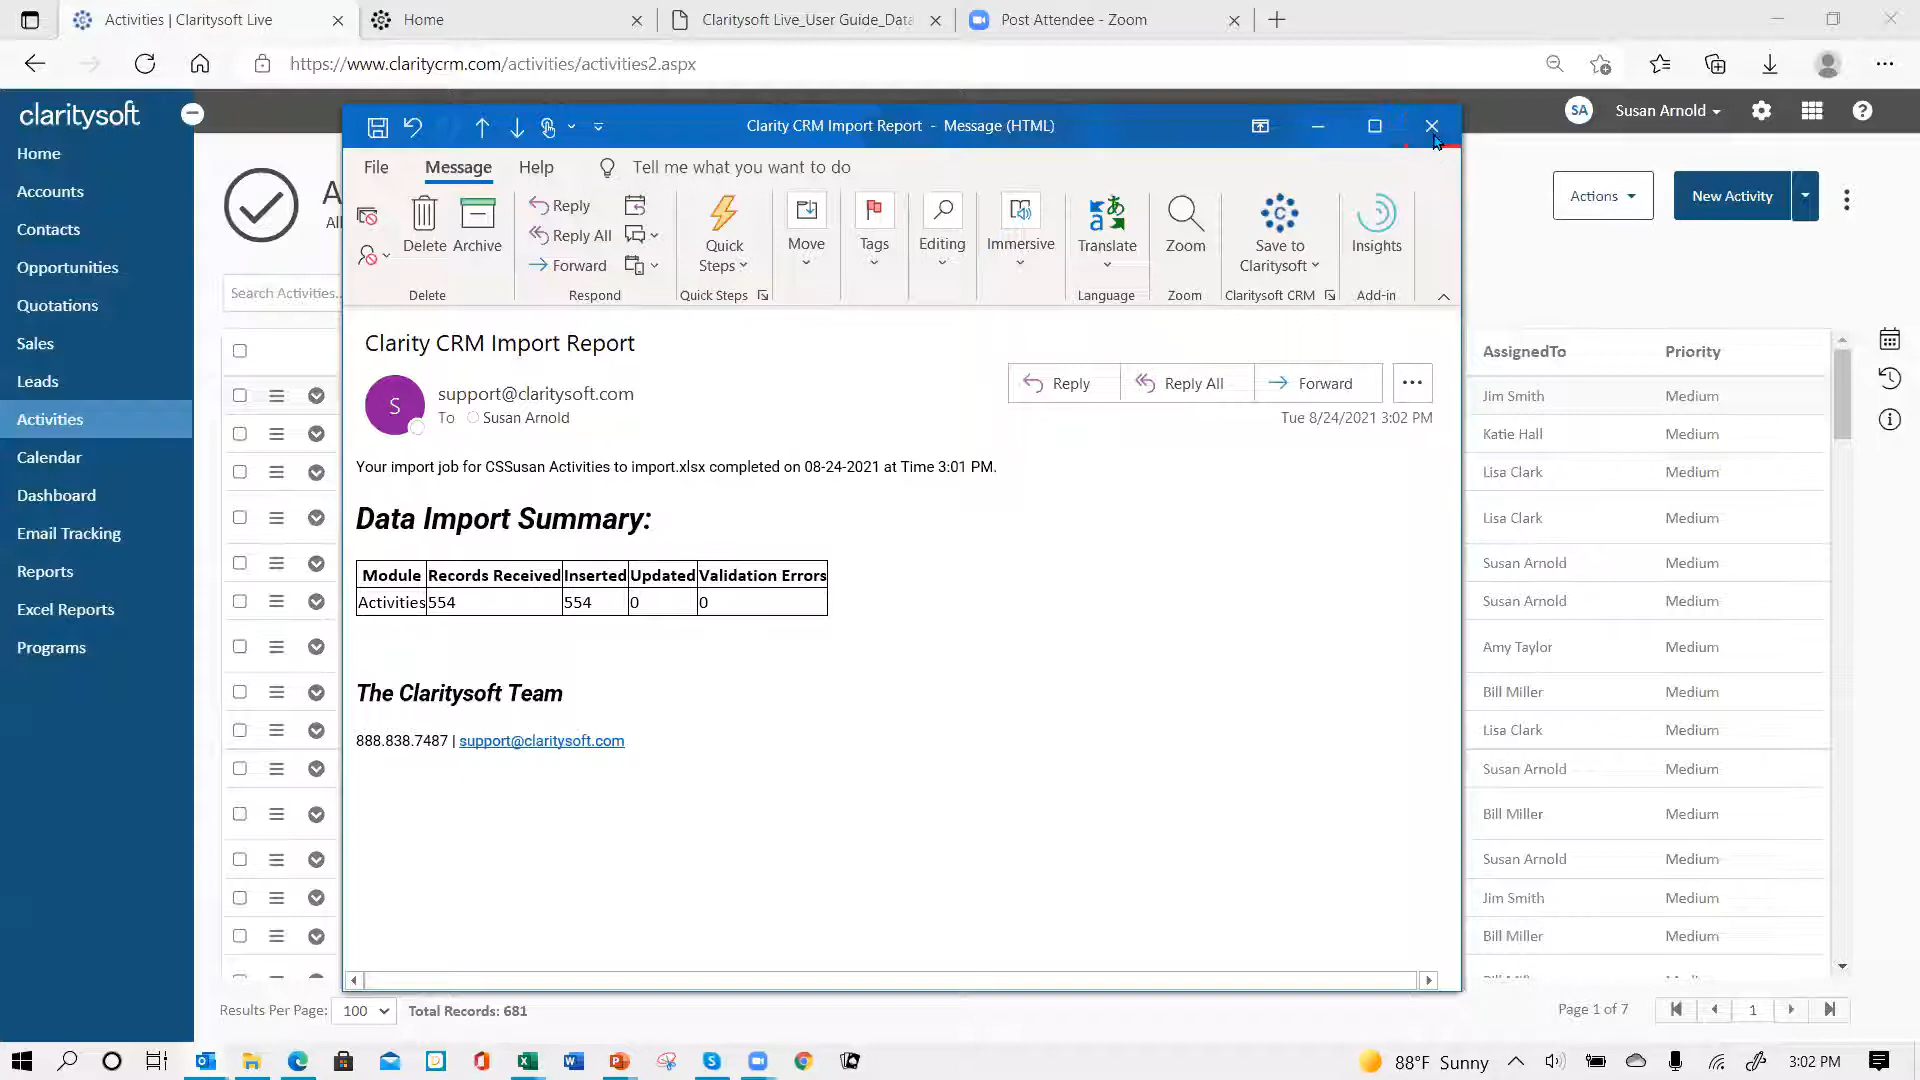 Activities | Claritysoft Live
Home
Claritysoft Live_User Guide_Data
Post Attendee - Zoom
https://www.claritycrm.com/activities/activities2.aspx
claritysoft
SA
Susan Arnold
Home
Accounts
Contacts
Opportunities
Quotations
Sales
Leads
Activities
Calendar
Dashboard
Email Tracking
Reports
Excel Reports
Programs
A
All
Actions
New Activity
Search Activities...
Clarity CRM Import Report - Message (HTML)
File
Message
Help
Tell me what you want to do
Delete
Archive
Reply
Reply All
Forward
Quick Steps
Move
Tags
Editing
Immersive
Translate
Zoom
Save to Claritysoft
Insights
Delete
Respond
Quick Steps
Language
Zoom
Claritysoft CRM
Add-in
Clarity CRM Import Report
S
support@claritysoft.com
To Susan Arnold
Reply
Reply All
Forward
Tue 8/24/2021 3:02 PM
Your import job for CSSusan Activities to import.xlsx completed on 08-24-2021 at Time 3:01 PM.
Data Import Summary:
Module Records Received Inserted Updated Validation Errors
Activities 554 554 0 0
The Claritysoft Team
888.838.7487 | support@claritysoft.com
AssignedTo Priority
Jim Smith Medium
Katie Hall Medium
Lisa Clark Medium
Lisa Clark Medium
Susan Arnold Medium
Susan Arnold Medium
Amy Taylor Medium
Bill Miller Medium
Lisa Clark Medium
Susan Arnold Medium
Bill Miller Medium
Susan Arnold Medium
Jim Smith Medium
Bill Miller Medium
Results Per Page: 100 Total Records: 681
Page 1 of 7
1
88°F Sunny
3:02 PM